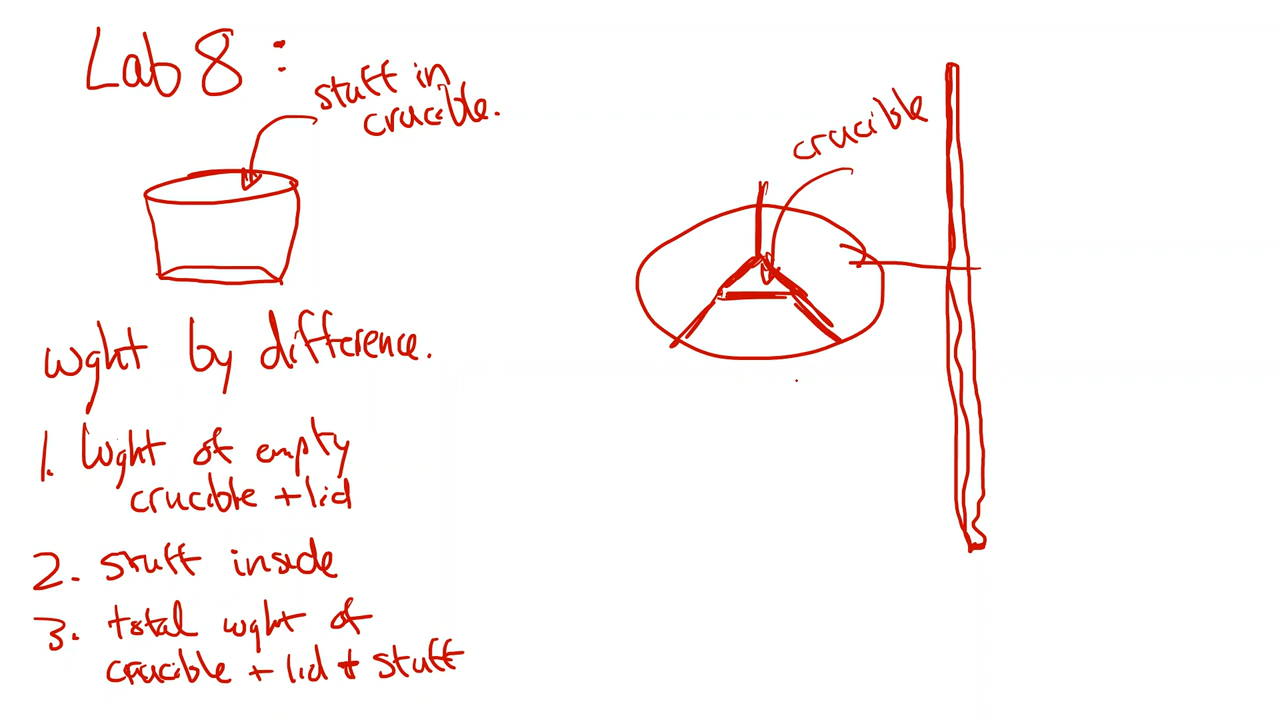 Lab 8 :
stuff in
crucible.
crucible
wght by difference.
1. Wght of empty
crucible + lid
2. stuff inside
3. total wght of
crucible + lid + stuff